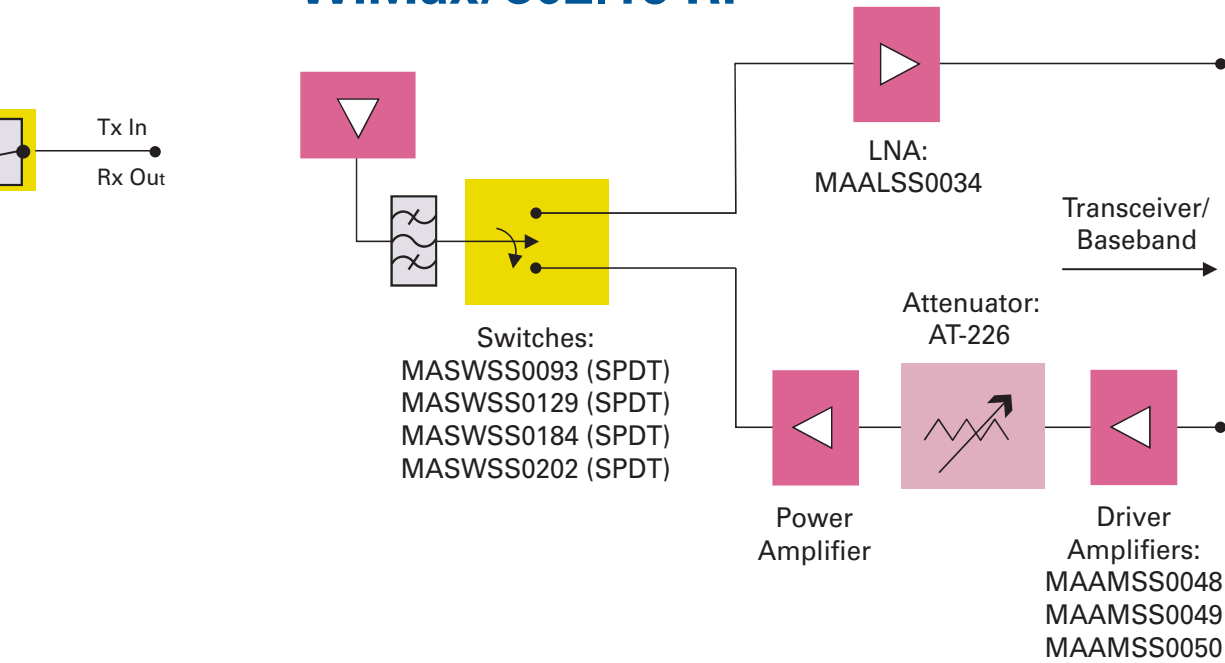 Tx In
Rx Out
LNA:
MAALSS0034
Transceiver/
Baseband
Switches:
MASWSS0093 (SPDT)
MASWSS0129 (SPDT)
MASWSS0184 (SPDT)
MASWSS0202 (SPDT)
Attenuator:
AT-226
Power
Amplifier
Driver
Amplifiers:
MAAMSS0048
MAAMSS0049
MAAMSS0050